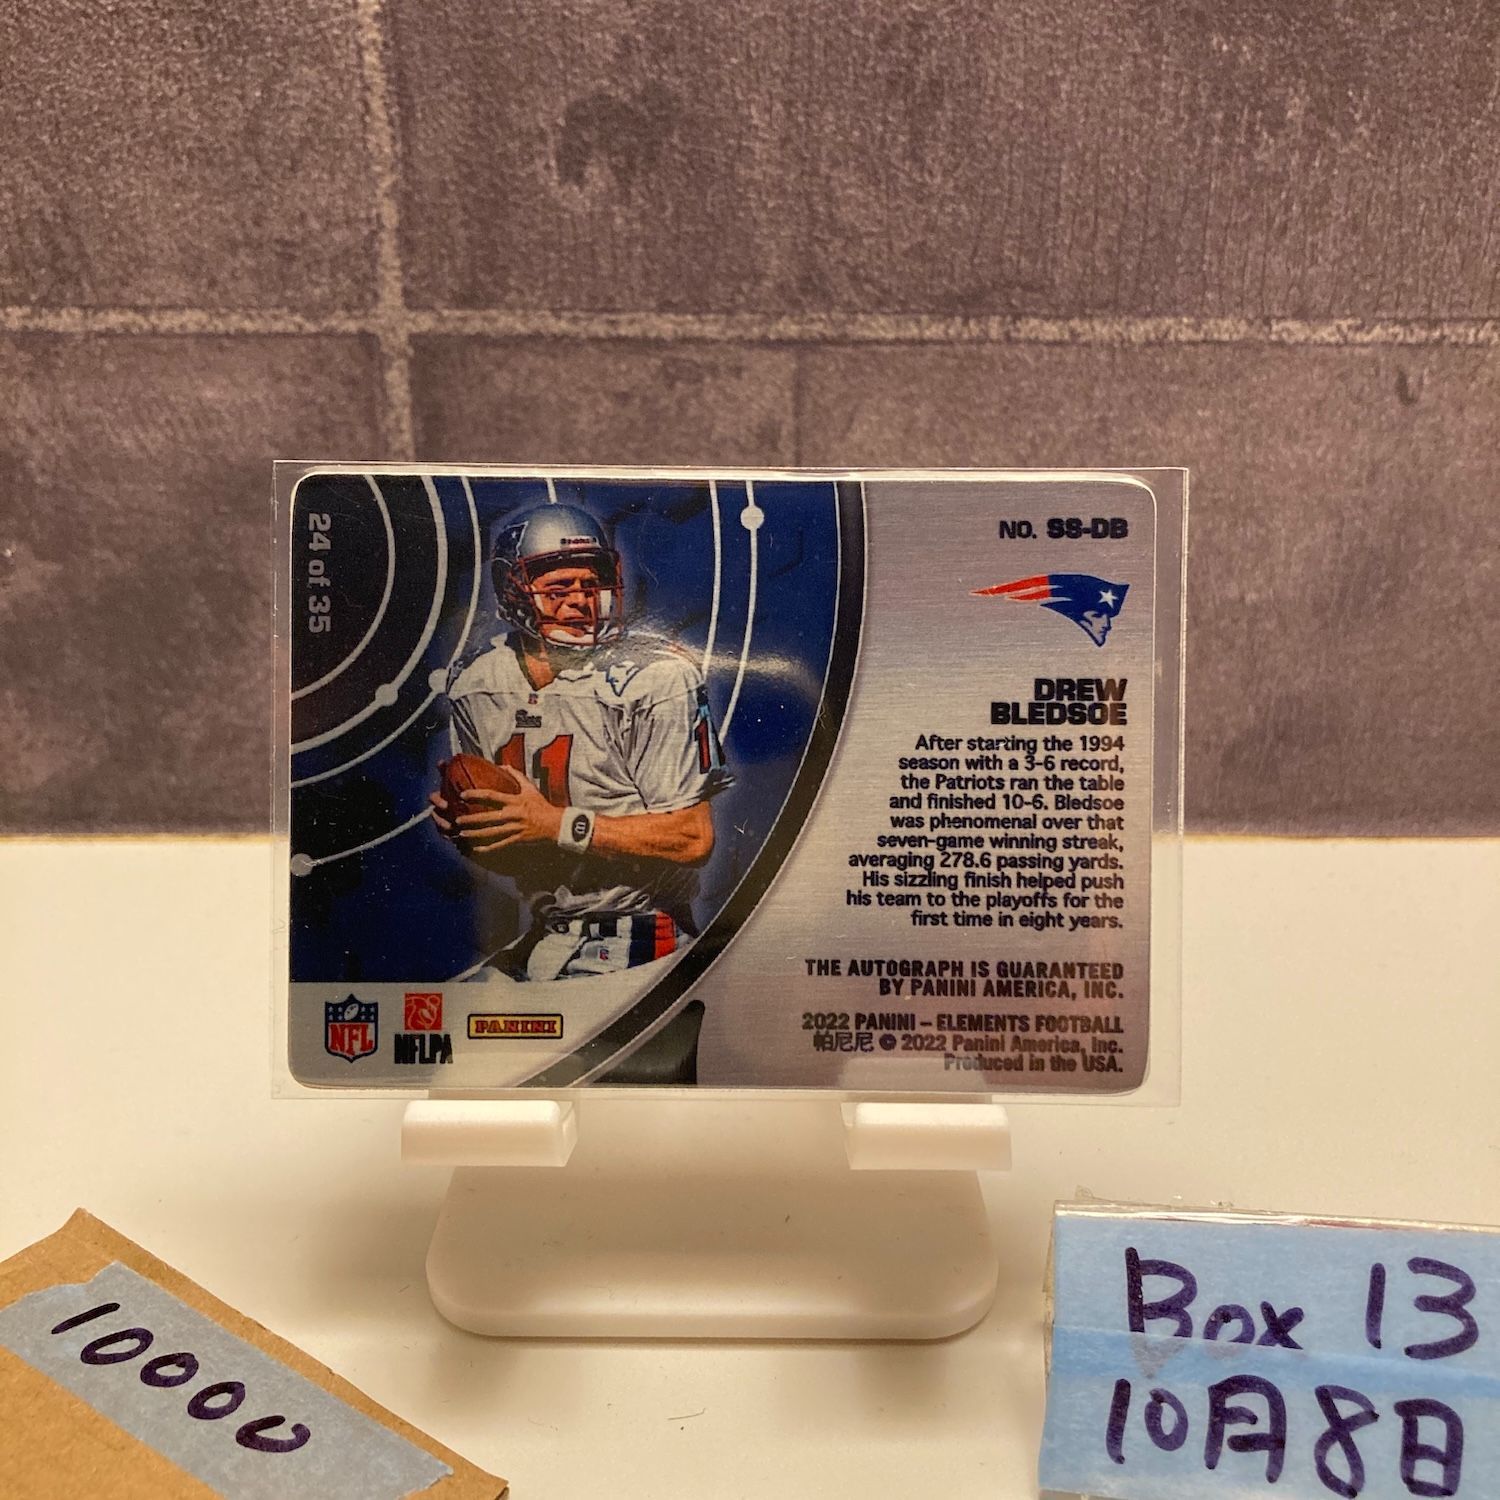 24 of 35
NO. SS-DB
DREW
BLEDSOE
After starting the 1994
season with a 3-6 record,
the Patriots ran the table
and finished 10-6. Bledsoe
was phenomenal over that
seven-game winning streak,
averaging 278.6 passing yards.
His sizzling finish helped push
his team to the playoffs for the
first time in eight years.
THE AUTOGRAPH IS GUARANTEED
BY PANINI AMERICA, INC.
2022 PANINI – ELEMENTS FOOTBALL
帕尼尼 © 2022 Panini America, Inc.
Produced in the USA.
11
NFL
NFLPA
PANINI
10000
Box 13
10月8日